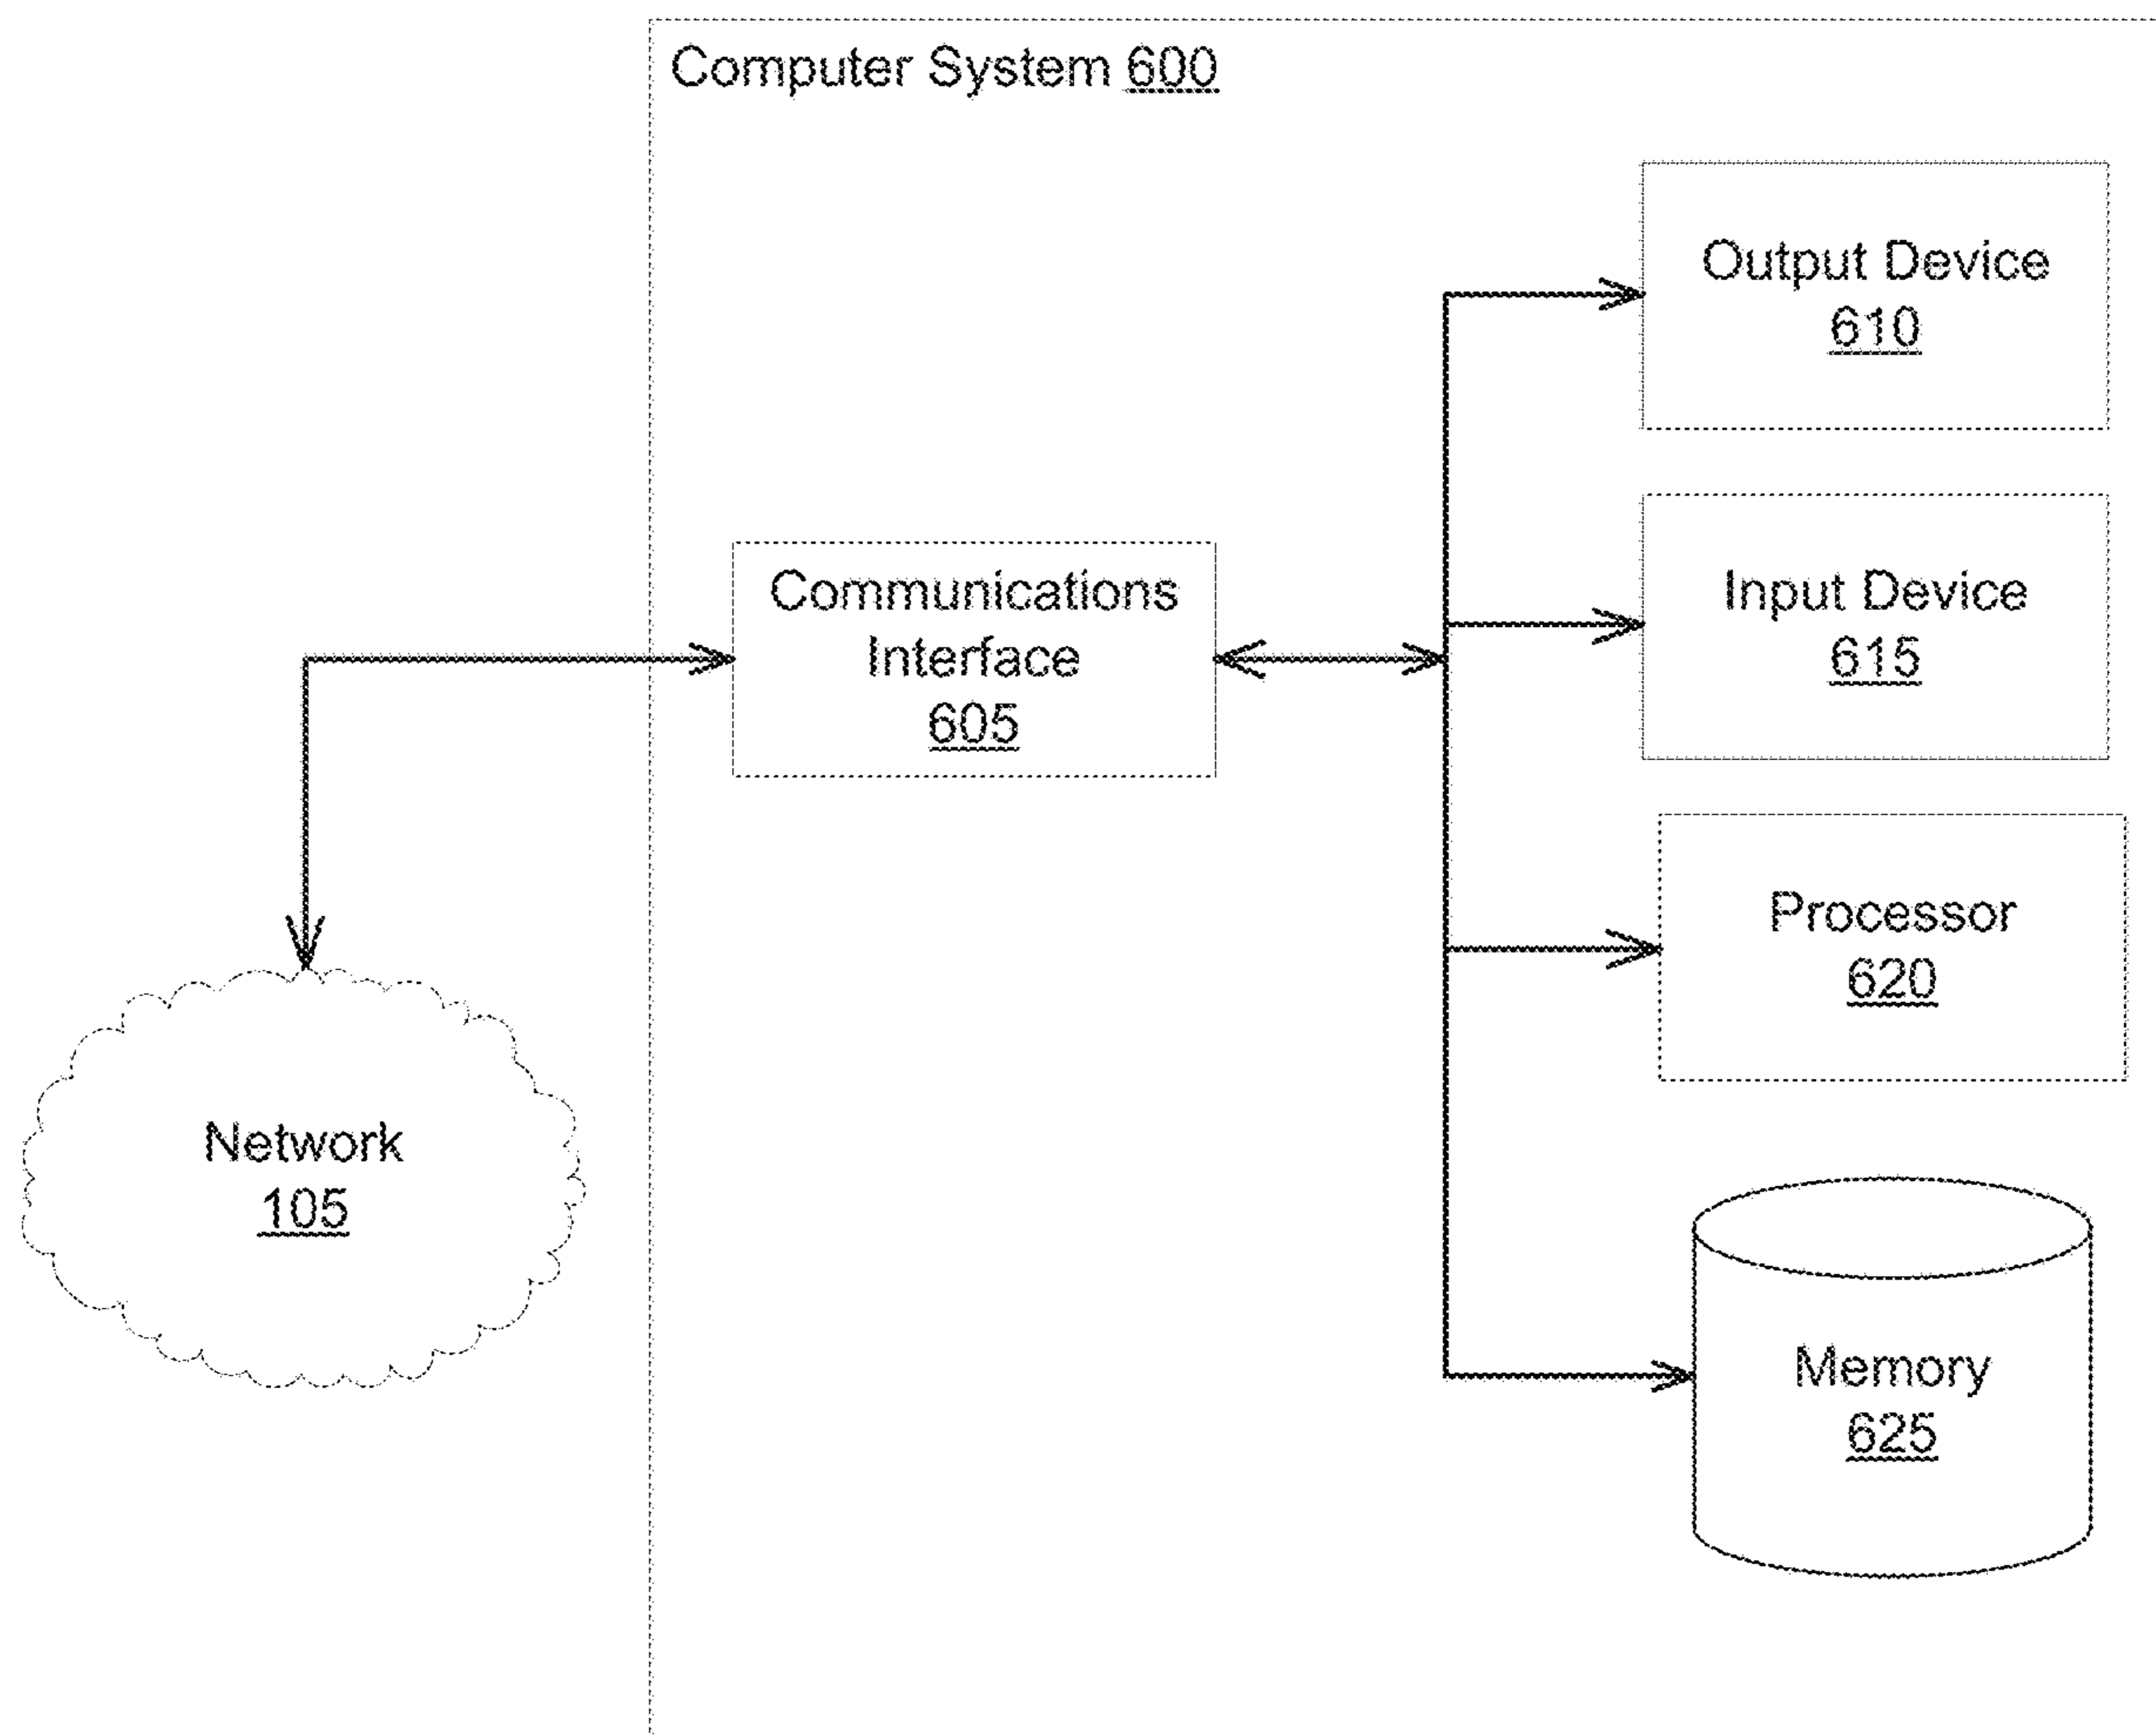 Computer System 600
Output Device
610
Communications
Interface
605
Input Device
615
Processor
620
Network
105
Memory
625